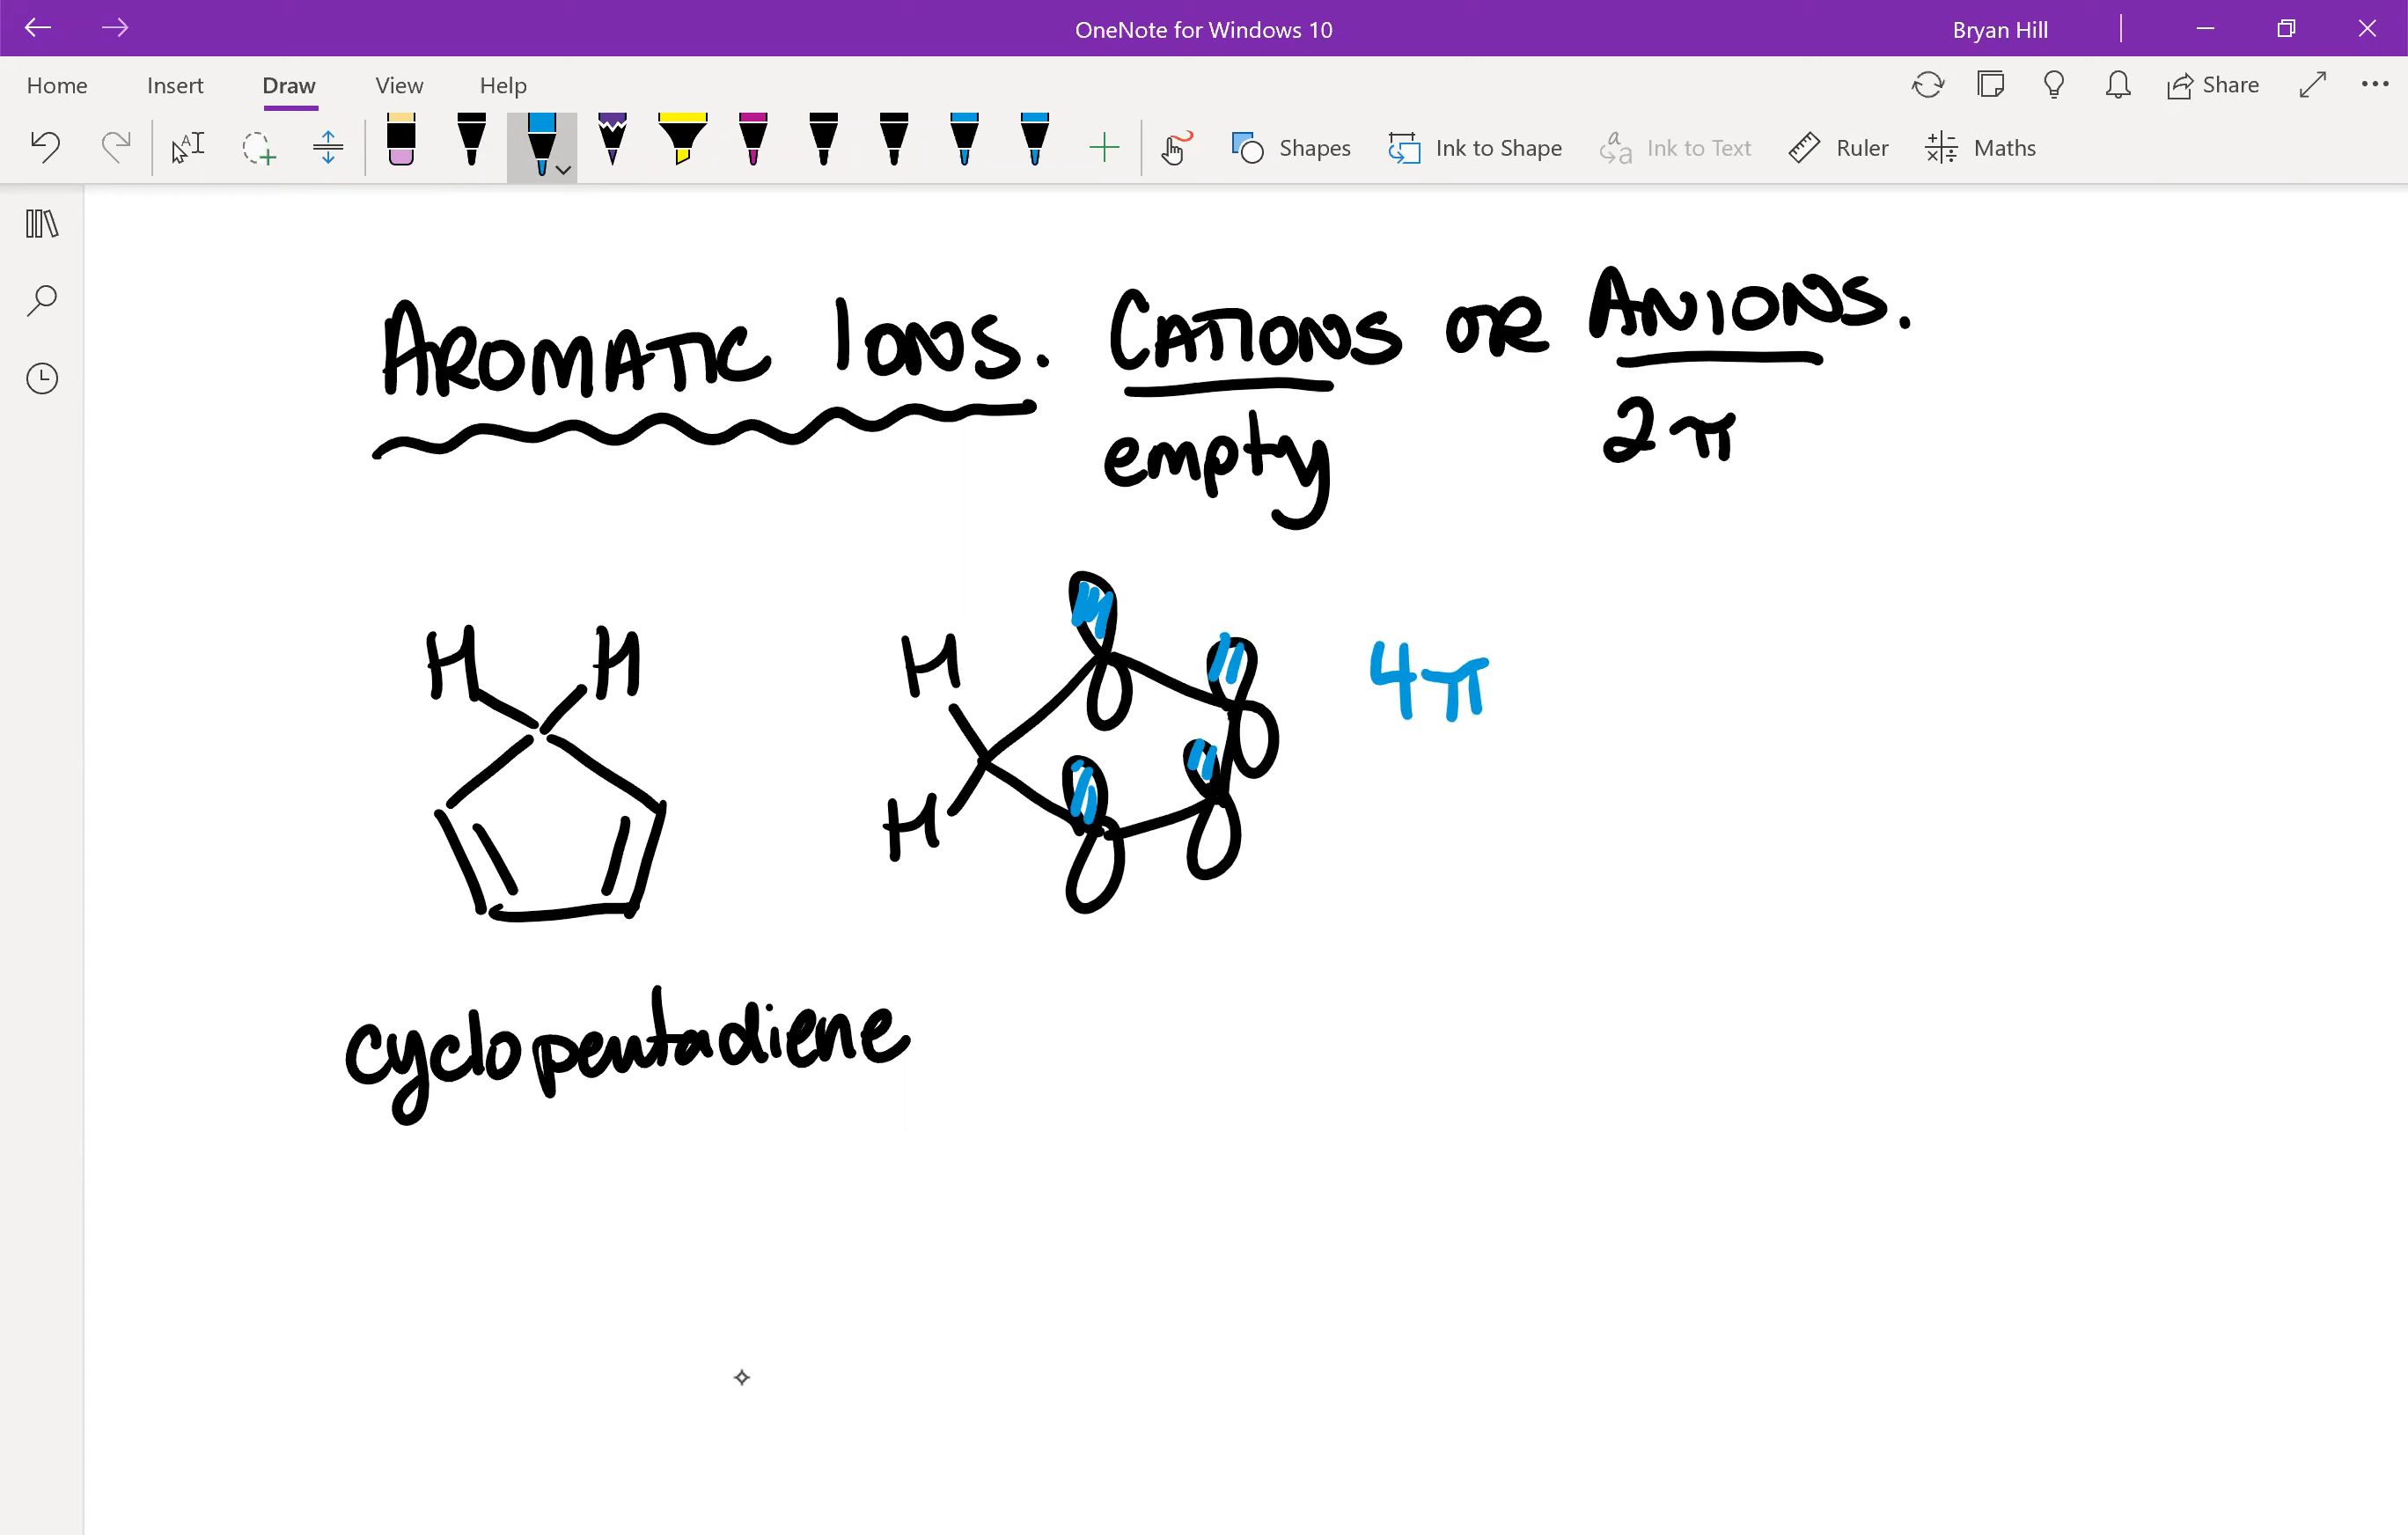 OneNote for Windows 10
Bryan Hill
Home Insert Draw View Help
Share
Shapes Ink to Shape Ink to Text Ruler Maths
AROMATIC IONS. CATIONS OR ANIONS.
empty 2π
H H
H
4π
H
cyclopentadiene